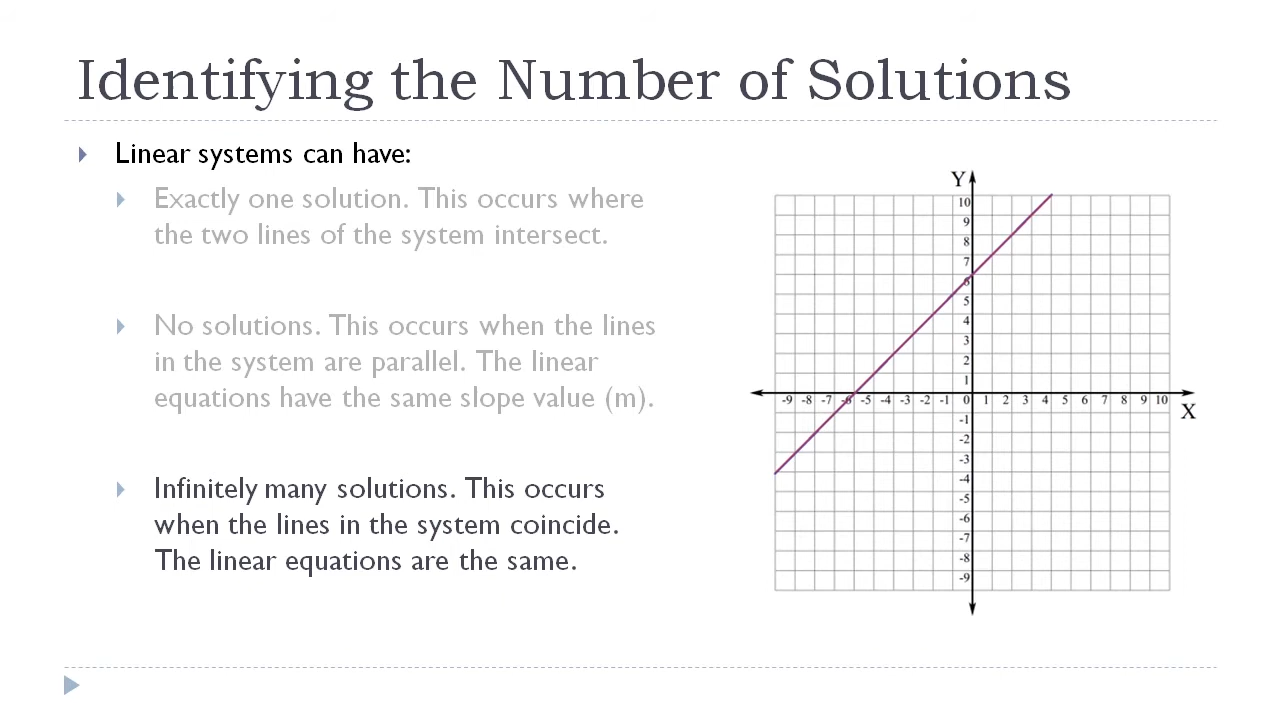 Identifying the Number of Solutions
Linear systems can have:
Exactly one solution. This occurs where
the two lines of the system intersect.
No solutions. This occurs when the lines
in the system are parallel. The linear
equations have the same slope value (m).
Infinitely many solutions. This occurs
when the lines in the system coincide.
The linear equations are the same.
Y
10
9
8
7
6
5
4
3
2
1
-9 -8 -7 -6 -5 -4 -3 -2 -1 0 1 2 3 4 5 6 7 8 9 10
X
-1
-2
-3
-4
-5
-6
-7
-8
-9